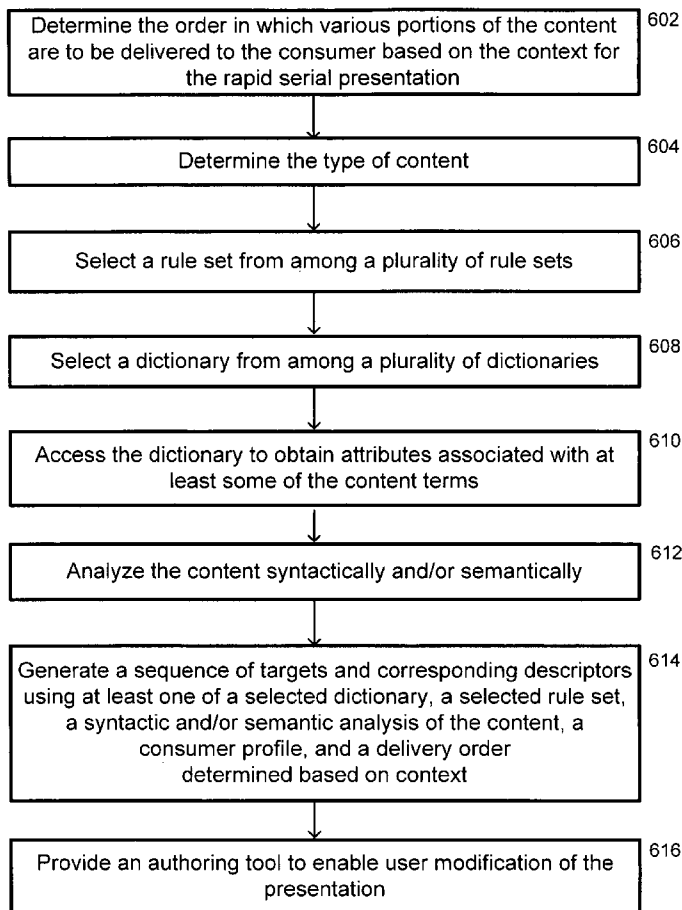 Determine the order in which various portions of the content
are to be delivered to the consumer based on the context for
the rapid serial presentation
602
Determine the type of content
604
Select a rule set from among a plurality of rule sets
606
Select a dictionary from among a plurality of dictionaries
608
Access the dictionary to obtain attributes associated with at
least some of the content terms
610
Analyze the content syntactically and/or semantically
612
Generate a sequence of targets and corresponding descriptors
using at least one of a selected dictionary, a selected rule set,
a syntactic and/or semantic analysis of the content, a
consumer profile, and a delivery order
determined based on context
614
Provide an authoring tool to enable user modification of the
presentation
616